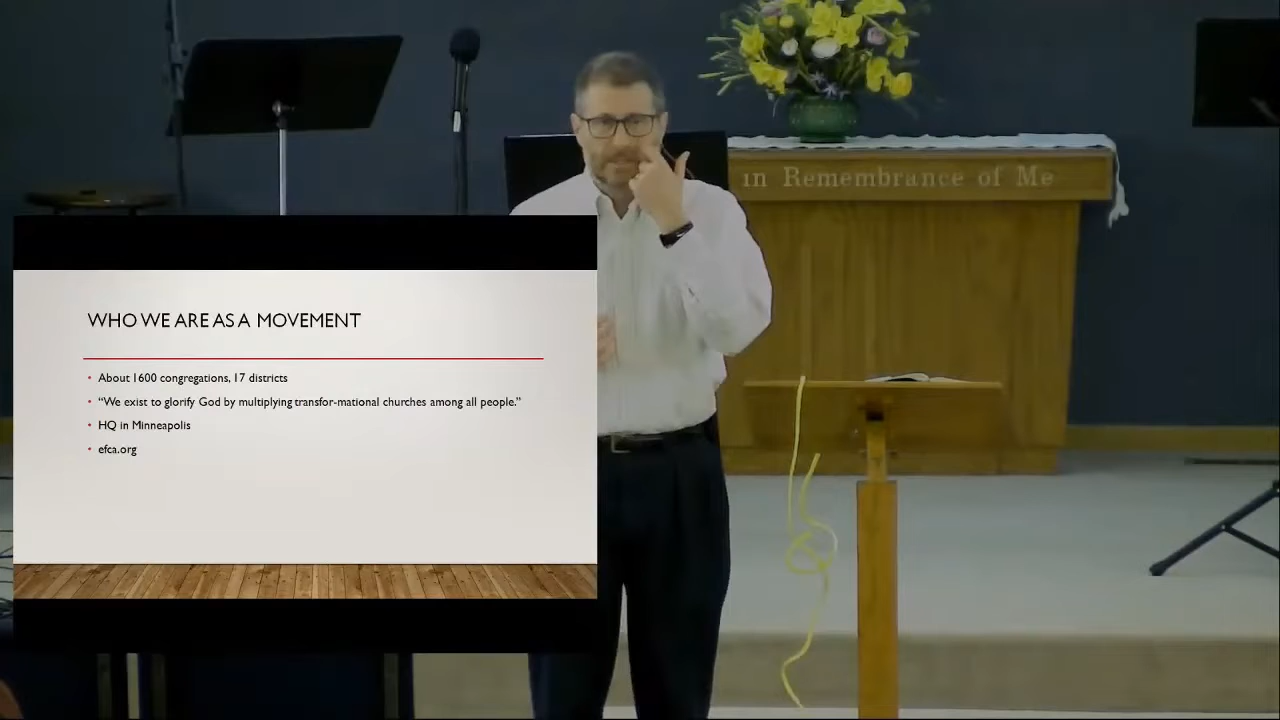 in Remembrance of Me
WHO WE ARE AS A MOVEMENT
• About 1600 congregations, 17 districts
• “We exist to glorify God by multiplying transfor-mational churches among all people.”
• HQ in Minneapolis
• efca.org